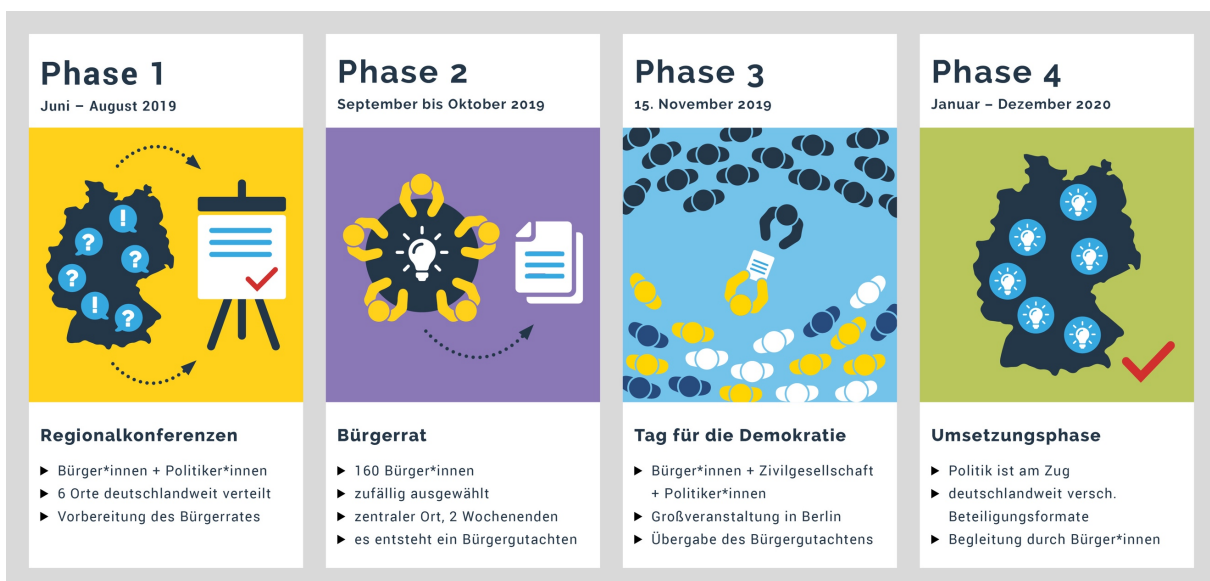 Phase 1
Juni – August 2019
! ? ? ? ! ?
Regionalkonferenzen
▶ Bürger*innen + Politiker*innen
▶ 6 Orte deutschlandweit verteilt
▶ Vorbereitung des Bürgerrates
Phase 2
September bis Oktober 2019
Bürgerrat
▶ 160 Bürger*innen
▶ zufällig ausgewählt
▶ zentraler Ort, 2 Wochenenden
▶ es entsteht ein Bürgergutachten
Phase 3
15. November 2019
Tag für die Demokratie
▶ Bürger*innen + Zivilgesellschaft
+ Politiker*innen
▶ Großveranstaltung in Berlin
▶ Übergabe des Bürgergutachtens
Phase 4
Januar – Dezember 2020
Umsetzungsphase
▶ Politik ist am Zug
▶ deutschlandweit versch.
Beteiligungsformate
▶ Begleitung durch Bürger*innen